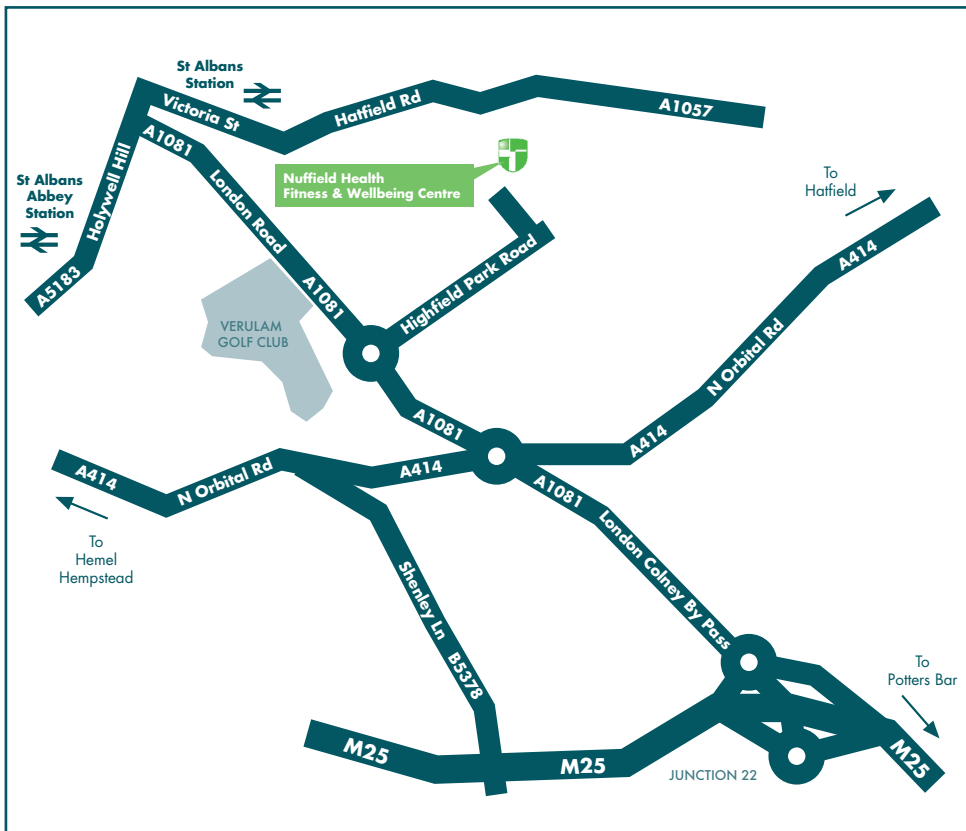 St Albans
Station
Victoria St
Hatfield Rd
A1057
A1081
Holywell Hill
St Albans
Abbey
Station
A5183
London Road
A1081
Nuffield Health
Fitness & Wellbeing Centre
To
Hatfield
A414
Highfield Park Road
VERULAM
GOLF CLUB
N Orbital Rd
A1081
A414
A414
N Orbital Rd
A414
A1081
To
Hemel
Hempstead
London Colney By Pass
Shenley Ln
B5378
To
Potters Bar
M25
M25
M25
JUNCTION 22